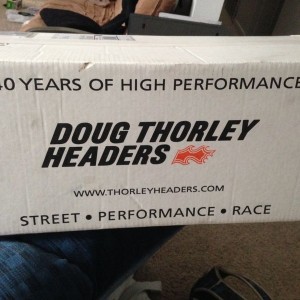 40 YEARS OF HIGH PERFORMANCE
DOUG THORLEY
HEADERS
WWW.THORLEYHEADERS.COM
STREET • PERFORMANCE • RACE